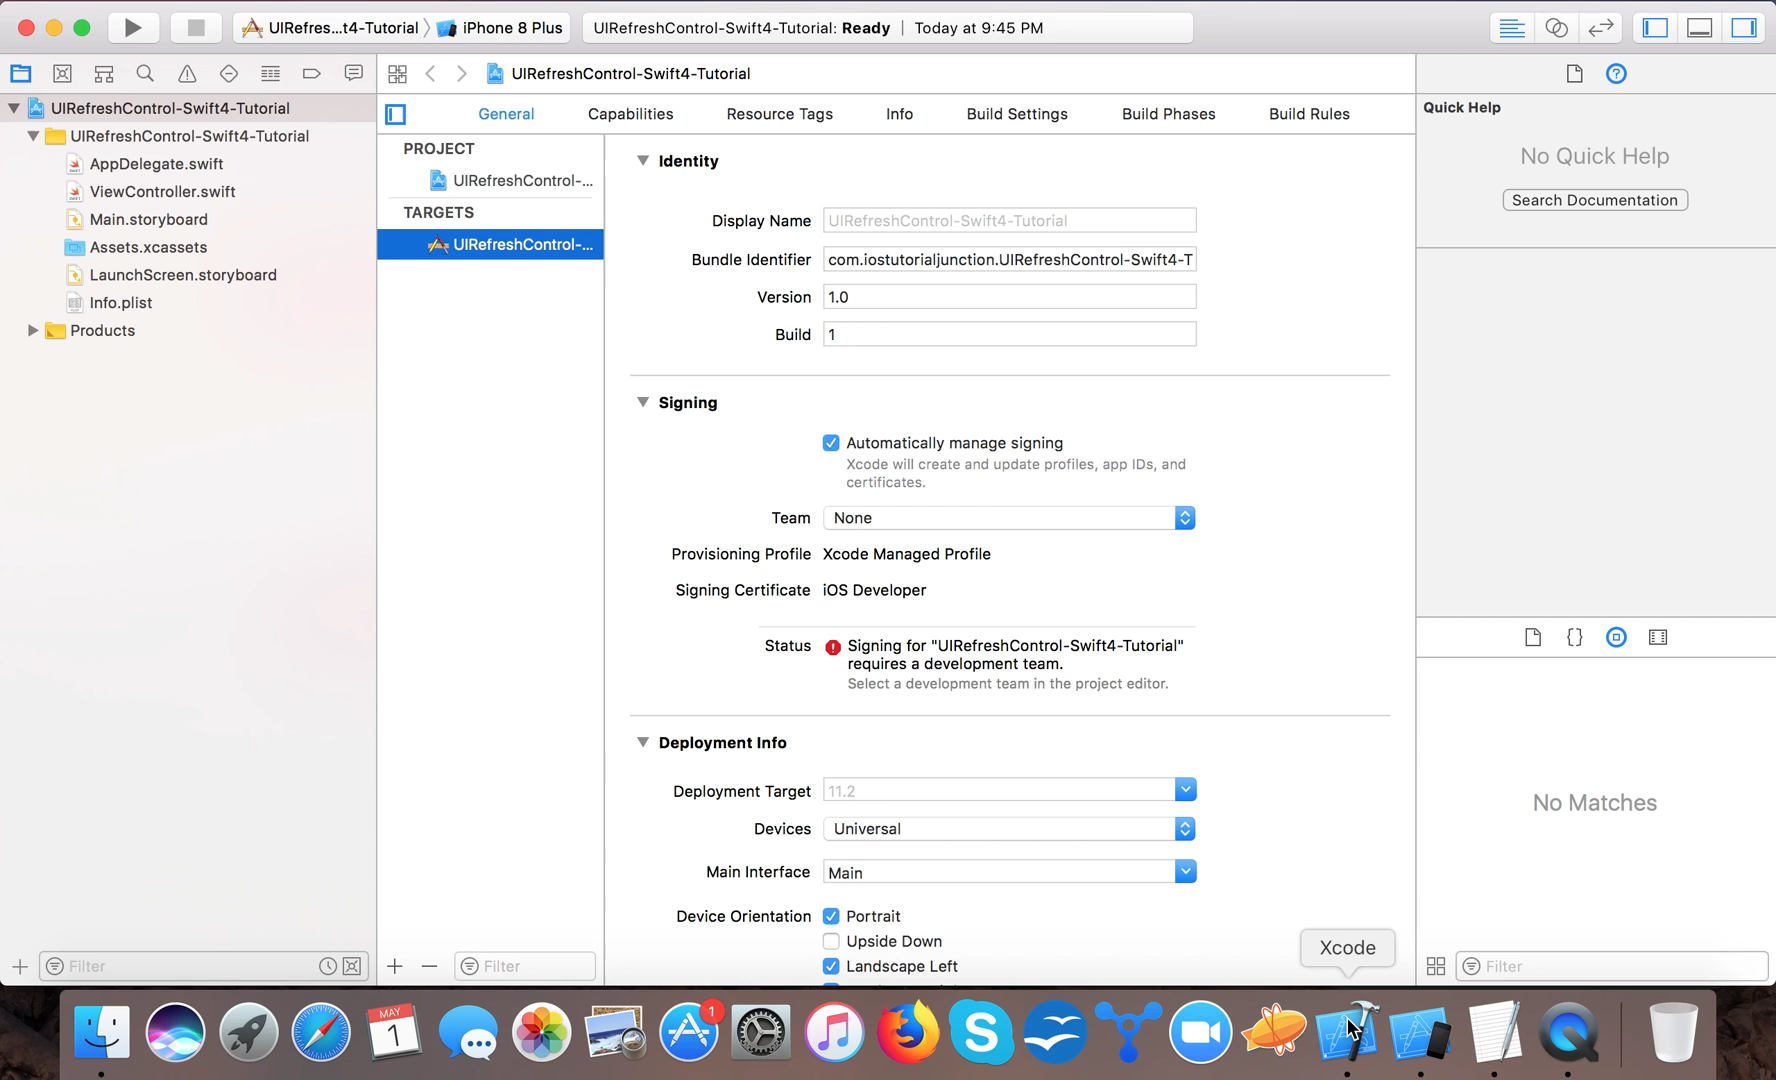 UIRefres...t4-Tutorial
iPhone 8 Plus
UIRefreshControl-Swift4-Tutorial: Ready | Today at 9:45 PM
UIRefreshControl-Swift4-Tutorial
Quick Help
No Quick Help
Search Documentation
UIRefreshControl-Swift4-Tutorial
UIRefreshControl-Swift4-Tutorial
AppDelegate.swift
ViewController.swift
Main.storyboard
Assets.xcassets
LaunchScreen.storyboard
Info.plist
Products
General
Capabilities
Resource Tags
Info
Build Settings
Build Phases
Build Rules
PROJECT
UIRefreshControl-...
TARGETS
UIRefreshControl-...
Identity
Display Name UIRefreshControl-Swift4-Tutorial
Bundle Identifier com.iostutorialjunction.UIRefreshControl-Swift4-T
Version 1.0
Build 1
Signing
Automatically manage signing
Xcode will create and update profiles, app IDs, and
certificates.
Team None
Provisioning Profile Xcode Managed Profile
Signing Certificate iOS Developer
Status Signing for "UIRefreshControl-Swift4-Tutorial"
requires a development team.
Select a development team in the project editor.
Deployment Info
Deployment Target 11.2
Devices Universal
Main Interface Main
Device Orientation Portrait
Upside Down
Landscape Left
No Matches
Filter
Filter
Filter
Xcode
MAY
1
1